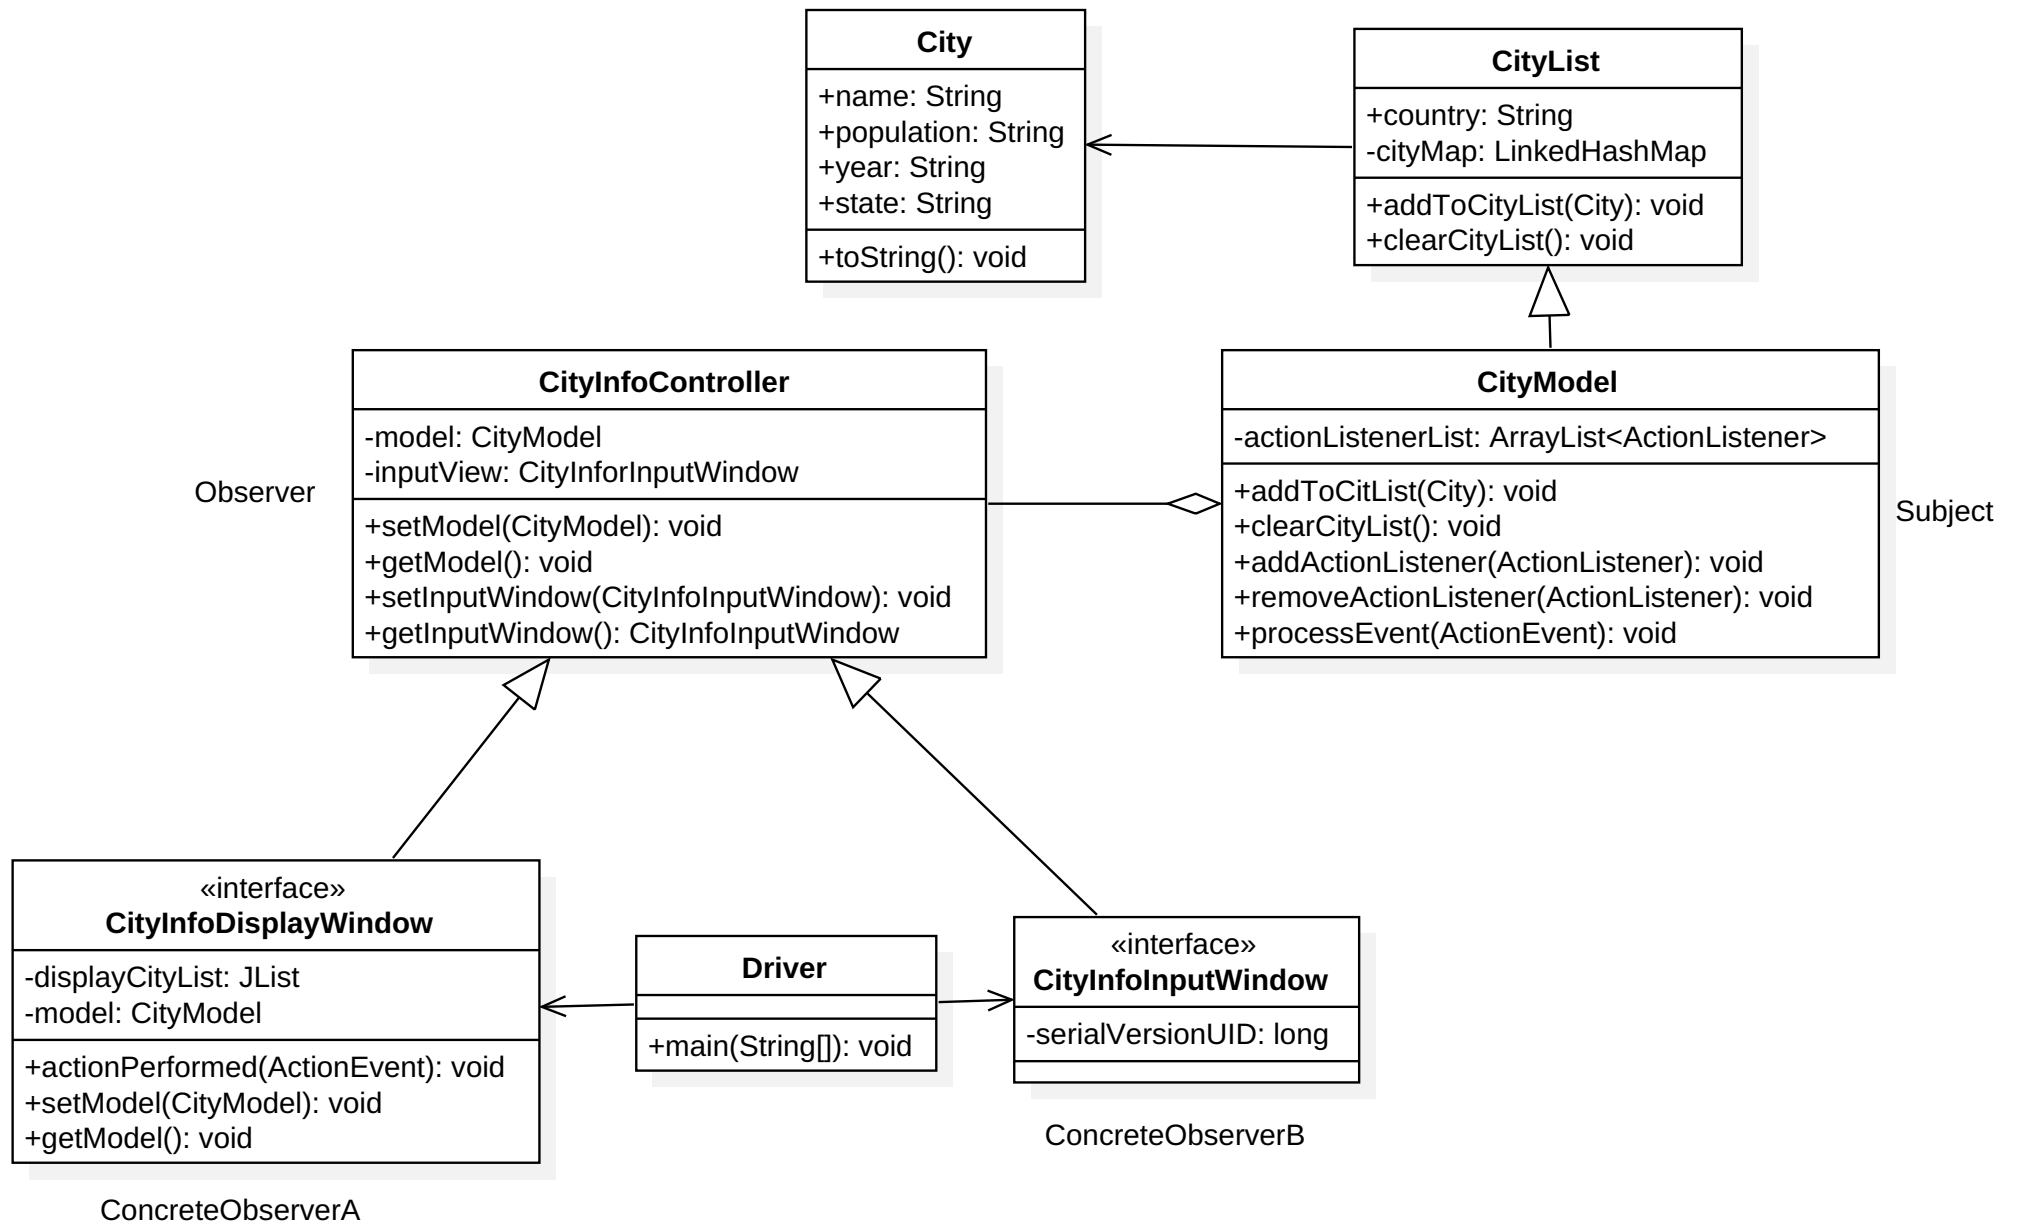 City
+name: String
+population: String
+year: String
+state: String
+toString(): void
CityList
+country: String
-cityMap: LinkedHashMap
+addToCityList(City): void
+clearCityList(): void
Observer
CityInfoController
-model: CityModel
-inputView: CityInforInputWindow
+setModel(CityModel): void
+getModel(): void
+setInputWindow(CityInfoInputWindow): void
+getInputWindow(): CityInfoInputWindow
CityModel
-actionListenerList: ArrayList<ActionListener>
+addToCitList(City): void
+clearCityList(): void
+addActionListener(ActionListener): void
+removeActionListener(ActionListener): void
+processEvent(ActionEvent): void
Subject
«interface»
CityInfoDisplayWindow
-displayCityList: JList
-model: CityModel
+actionPerformed(ActionEvent): void
+setModel(CityModel): void
+getModel(): void
ConcreteObserverA
Driver
+main(String[]): void
«interface»
CityInfoInputWindow
-serialVersionUID: long
ConcreteObserverB